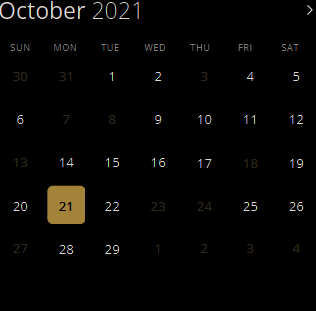 October 2021
SUN MON TUE WED THU FRI SAT
30 31 1 2 3 4 5
6 7 8 9 10 11 12
13 14 15 16 17 18 19
20 21 22 23 24 25 26
27 28 29 1 2 3 4